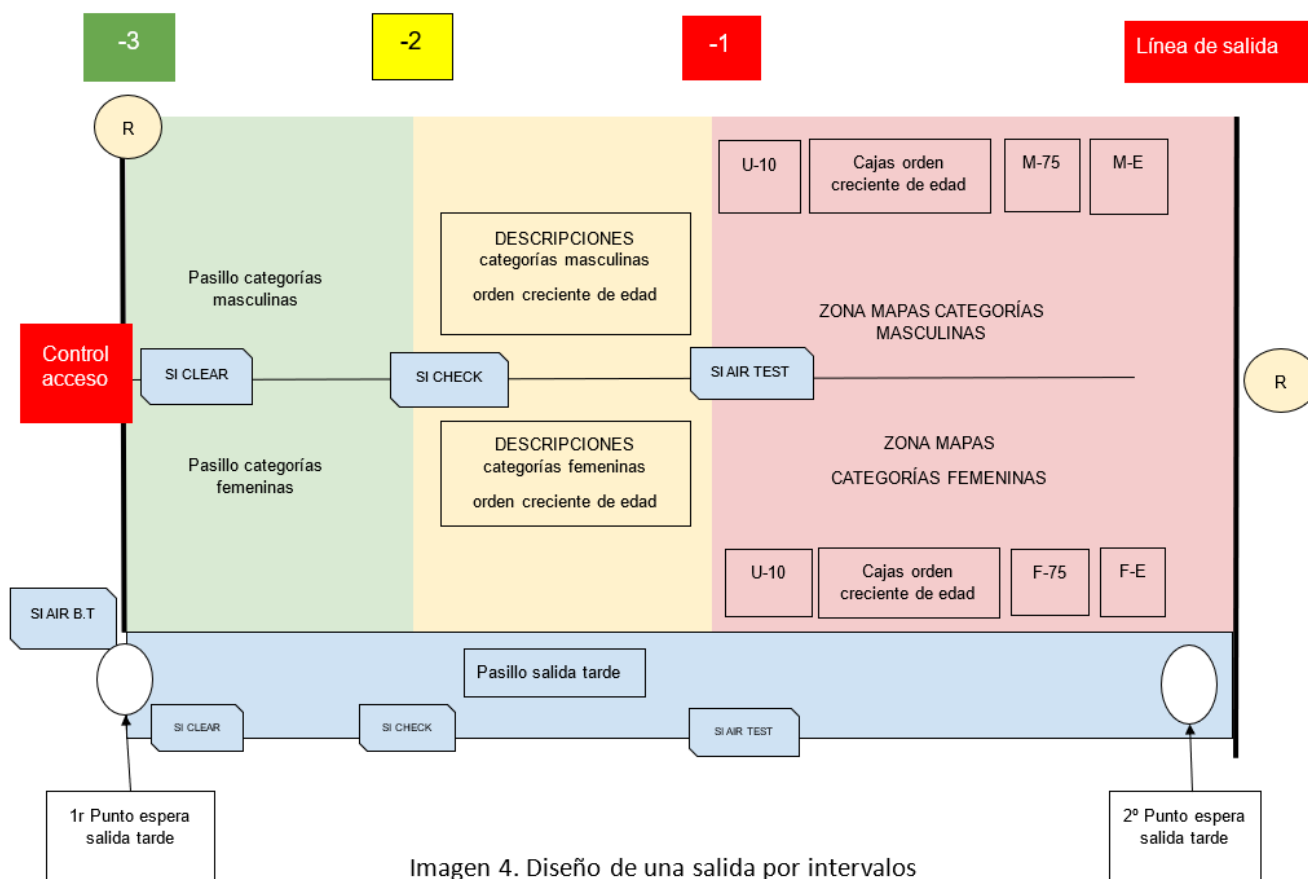 -3
-2
-1
Línea de salida
R
U-10
Cajas orden
creciente de edad
M-75
M-E
DESCRIPCIONES
categorías masculinas
orden creciente de edad
Pasillo categorías
masculinas
ZONA MAPAS CATEGORÍAS
MASCULINAS
Control
acceso
SI CLEAR
SI CHECK
SI AIR TEST
R
DESCRIPCIONES
categorías femeninas
orden creciente de edad
Pasillo categorías
femeninas
ZONA MAPAS
CATEGORÍAS FEMENINAS
U-10
Cajas orden
creciente de edad
F-75
F-E
SI AIR B.T
Pasillo salida tarde
SI CLEAR
SI CHECK
SI AIR TEST
1r Punto espera
salida tarde
2º Punto espera
salida tarde
Imagen 4. Diseño de una salida por intervalos